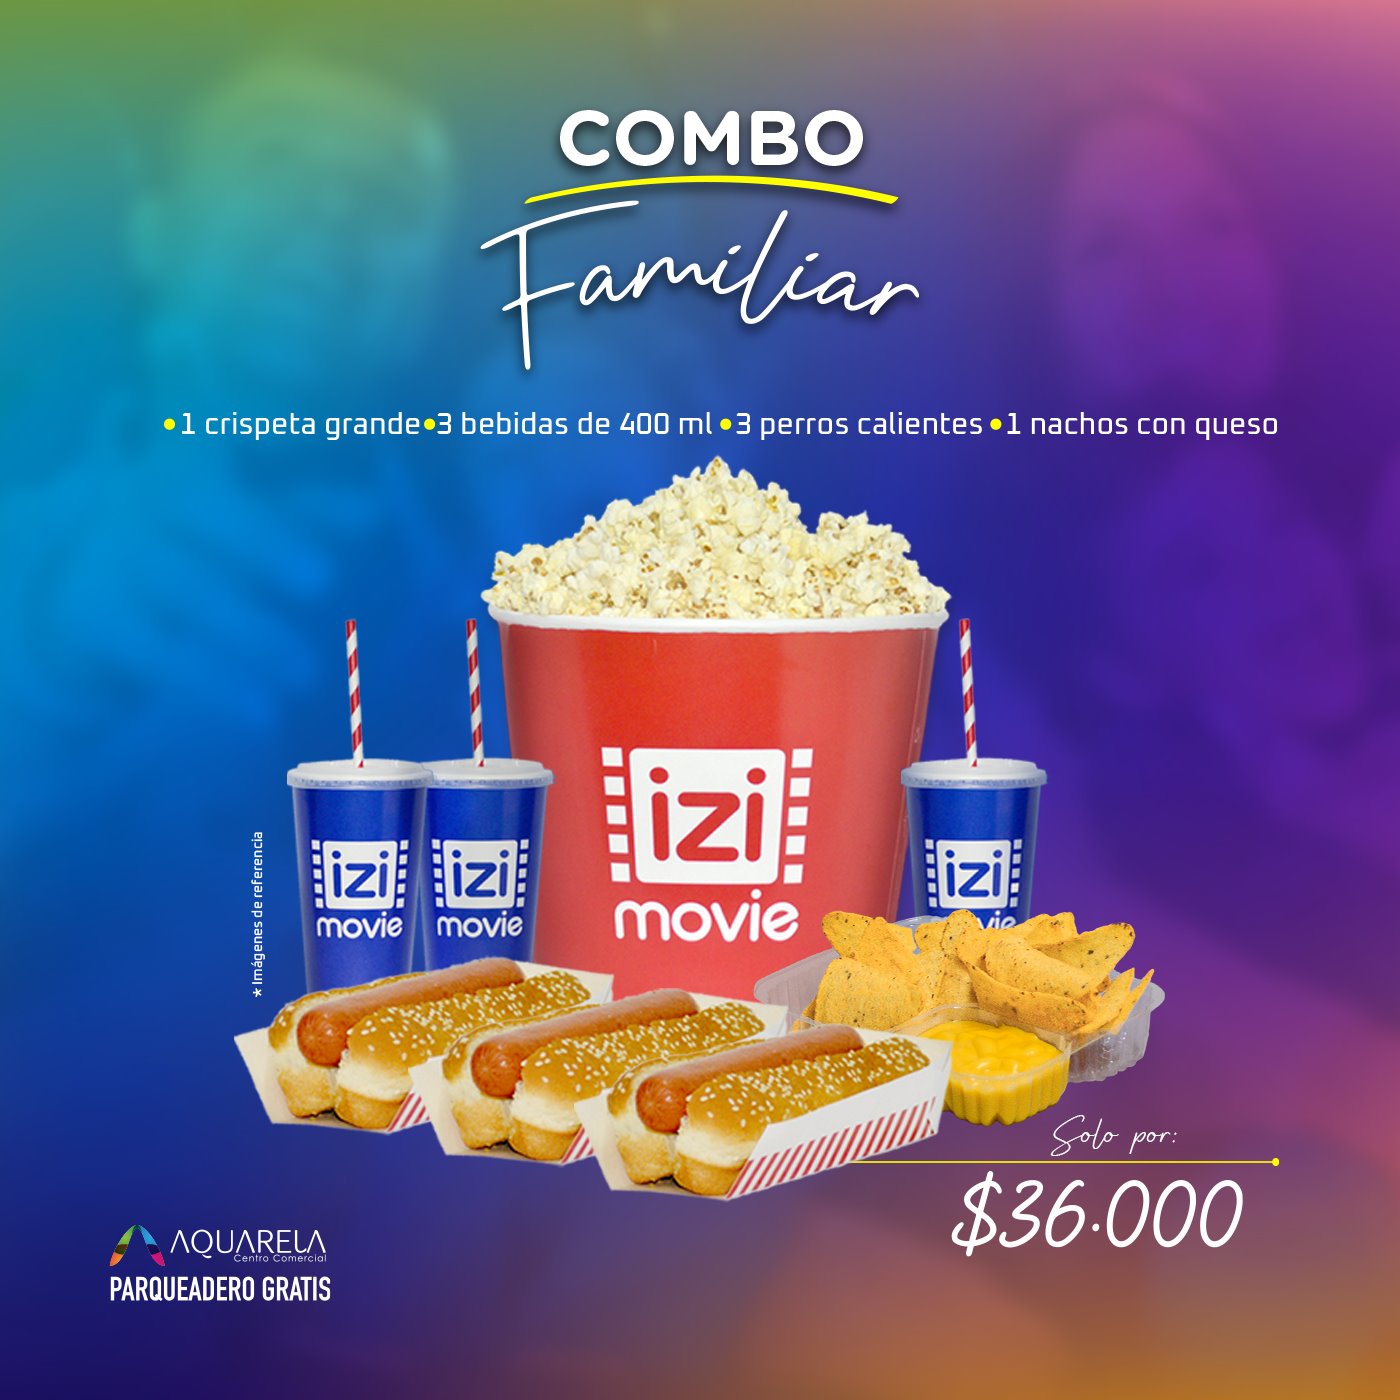 COMBO
Familiar
•1 crispeta grande•3 bebidas de 400 ml •3 perros calientes •1 nachos con queso
izi
movie
izi
movie
izi
movie
izi
movie
* Imágenes de referencia
Solo por:
$36.000
AQUARELA
Centro Comercial
PARQUEADERO GRATIS